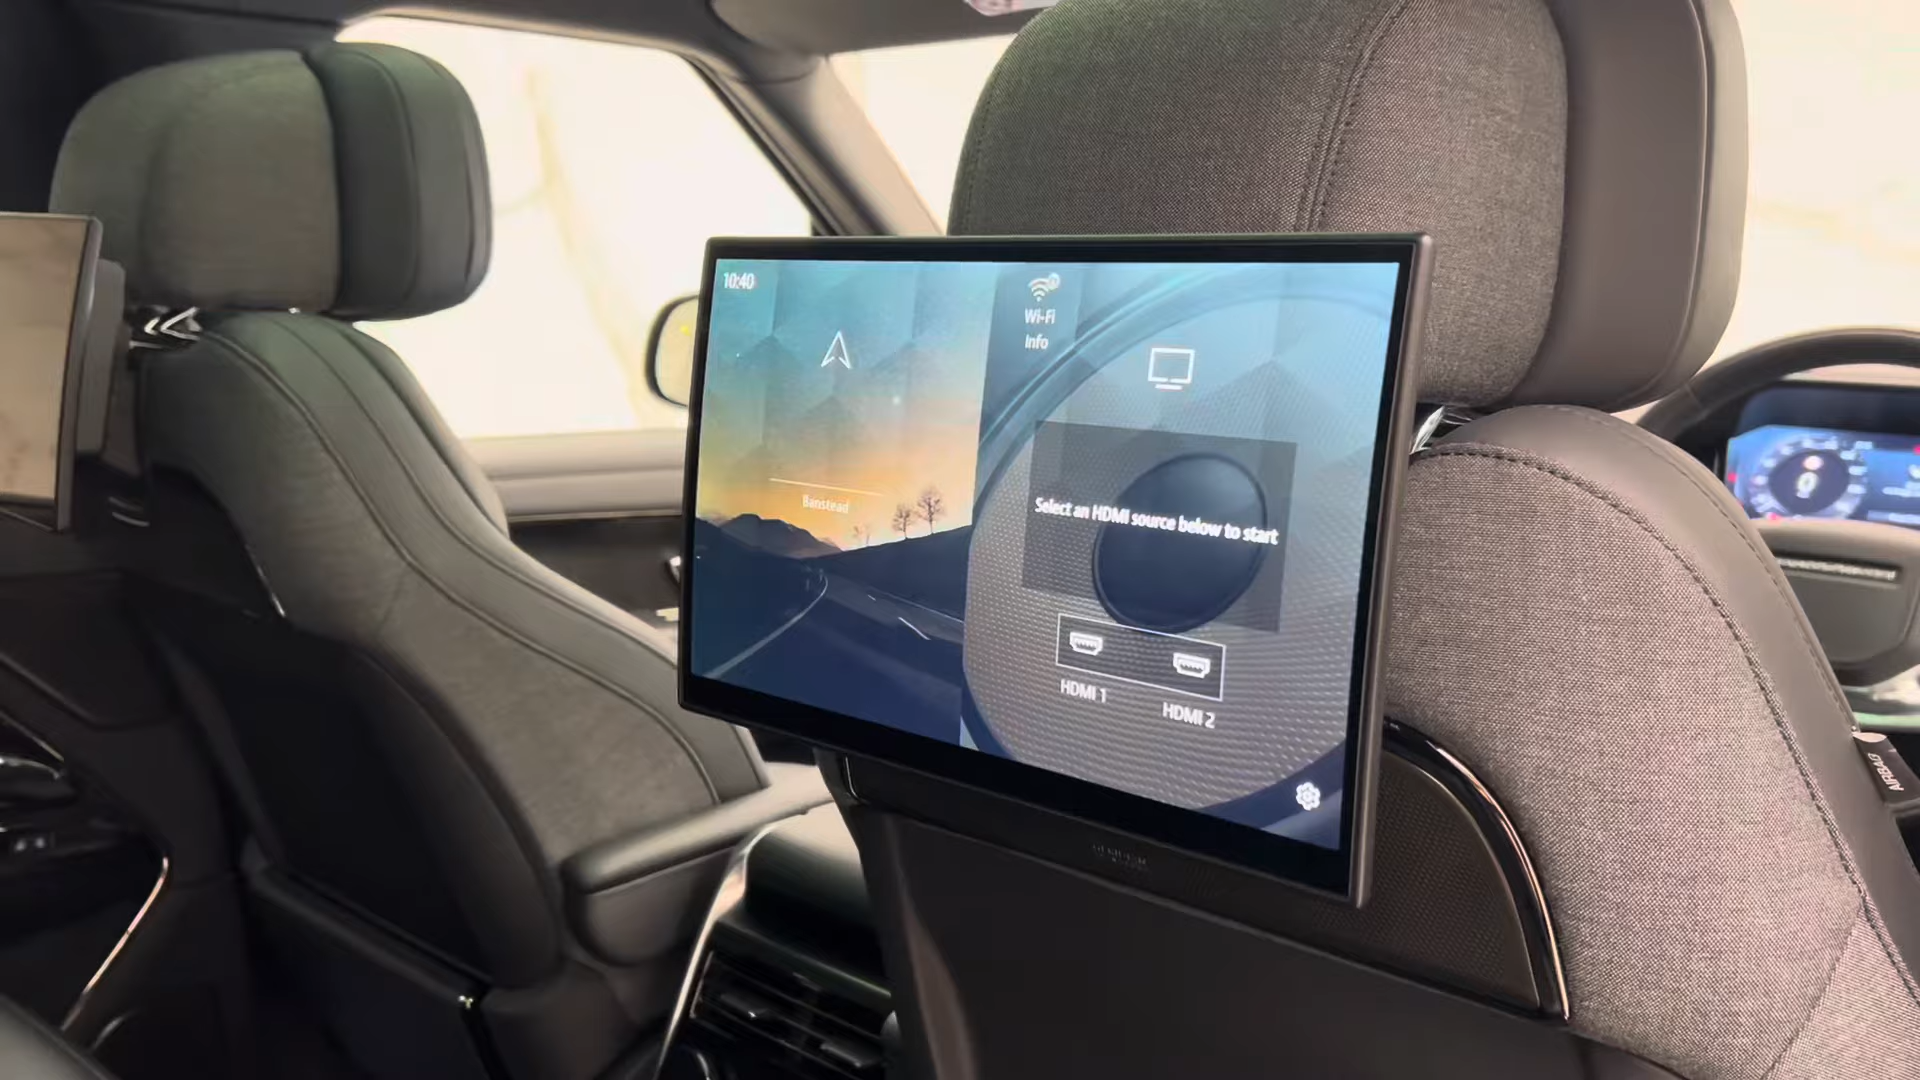 10:40
Wi-Fi
Info
Banstead
Select an HDMI source below to start
HDMI 1
HDMI 2
AIRBAG